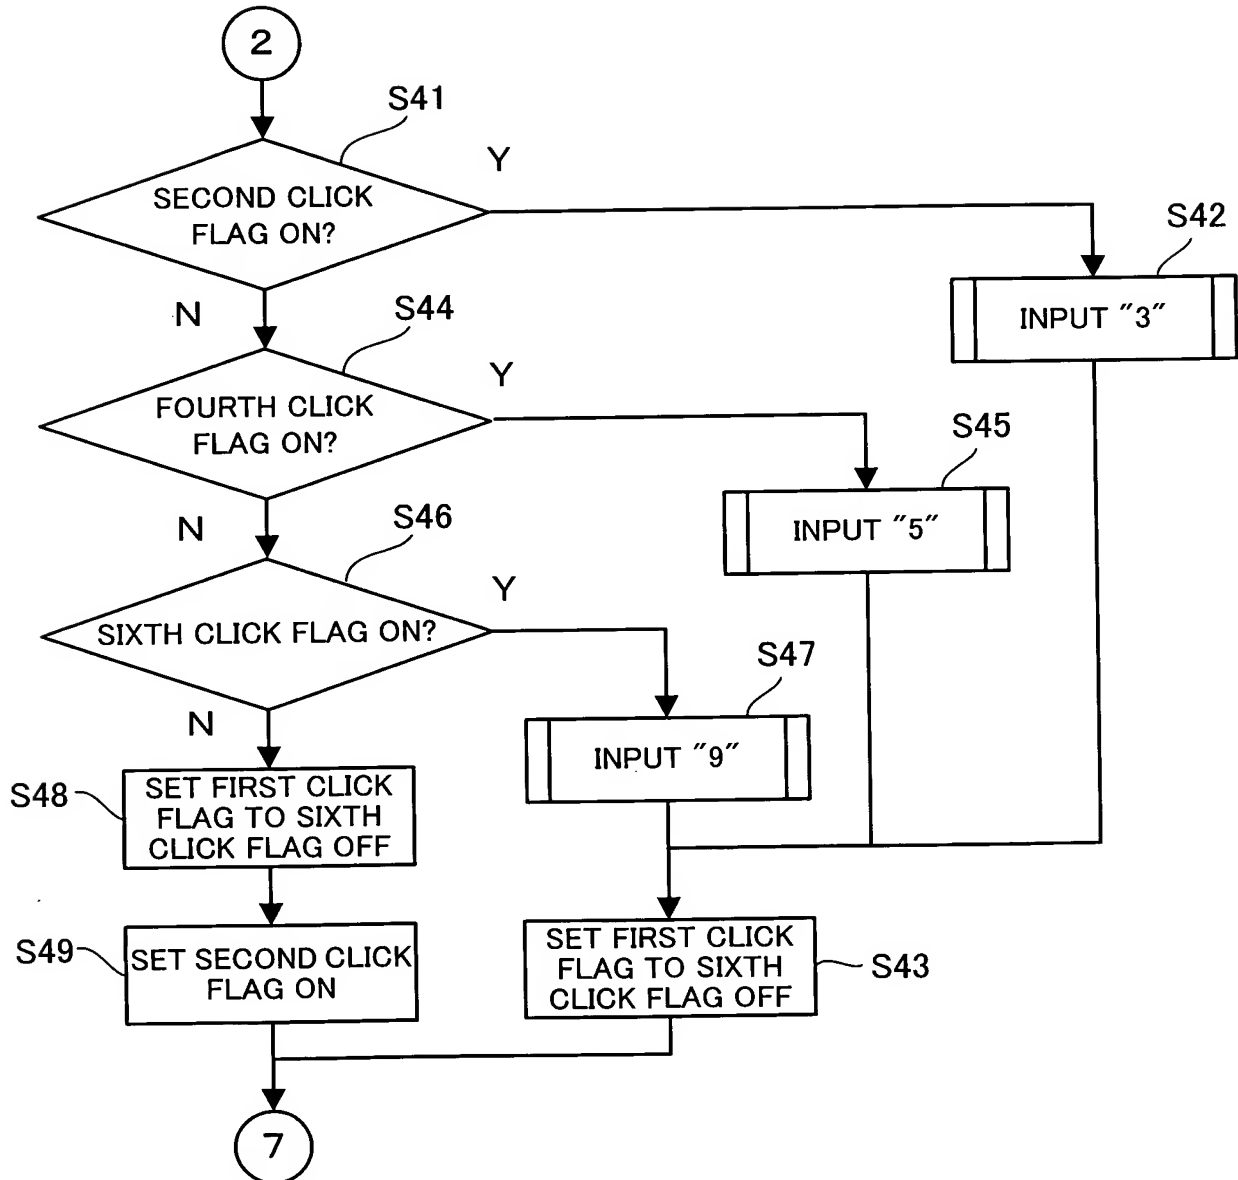 2
S41
SECOND CLICK
FLAG ON?
Y
S42
INPUT "3"
N
S44
FOURTH CLICK
FLAG ON?
Y
S45
INPUT "5"
N
S46
SIXTH CLICK FLAG ON?
Y
S47
INPUT "9"
N
S48
SET FIRST CLICK
FLAG TO SIXTH
CLICK FLAG OFF
S49
SET SECOND CLICK
FLAG ON
SET FIRST CLICK
FLAG TO SIXTH
CLICK FLAG OFF
S43
7